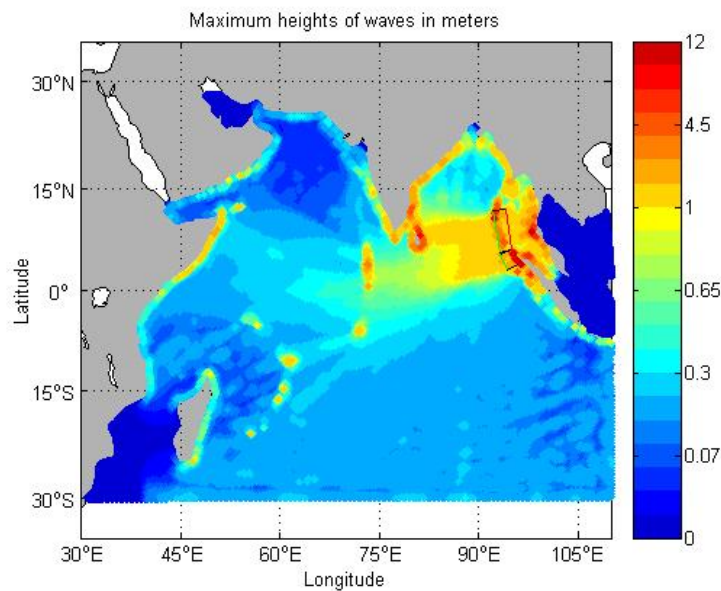 Maximum heights of waves in meters
30°N
15°N
0°
15°S
30°S
Latitude
30°E
45°E
60°E
75°E
90°E
105°E
Longitude
12
4.5
1
0.65
0.3
0.07
0